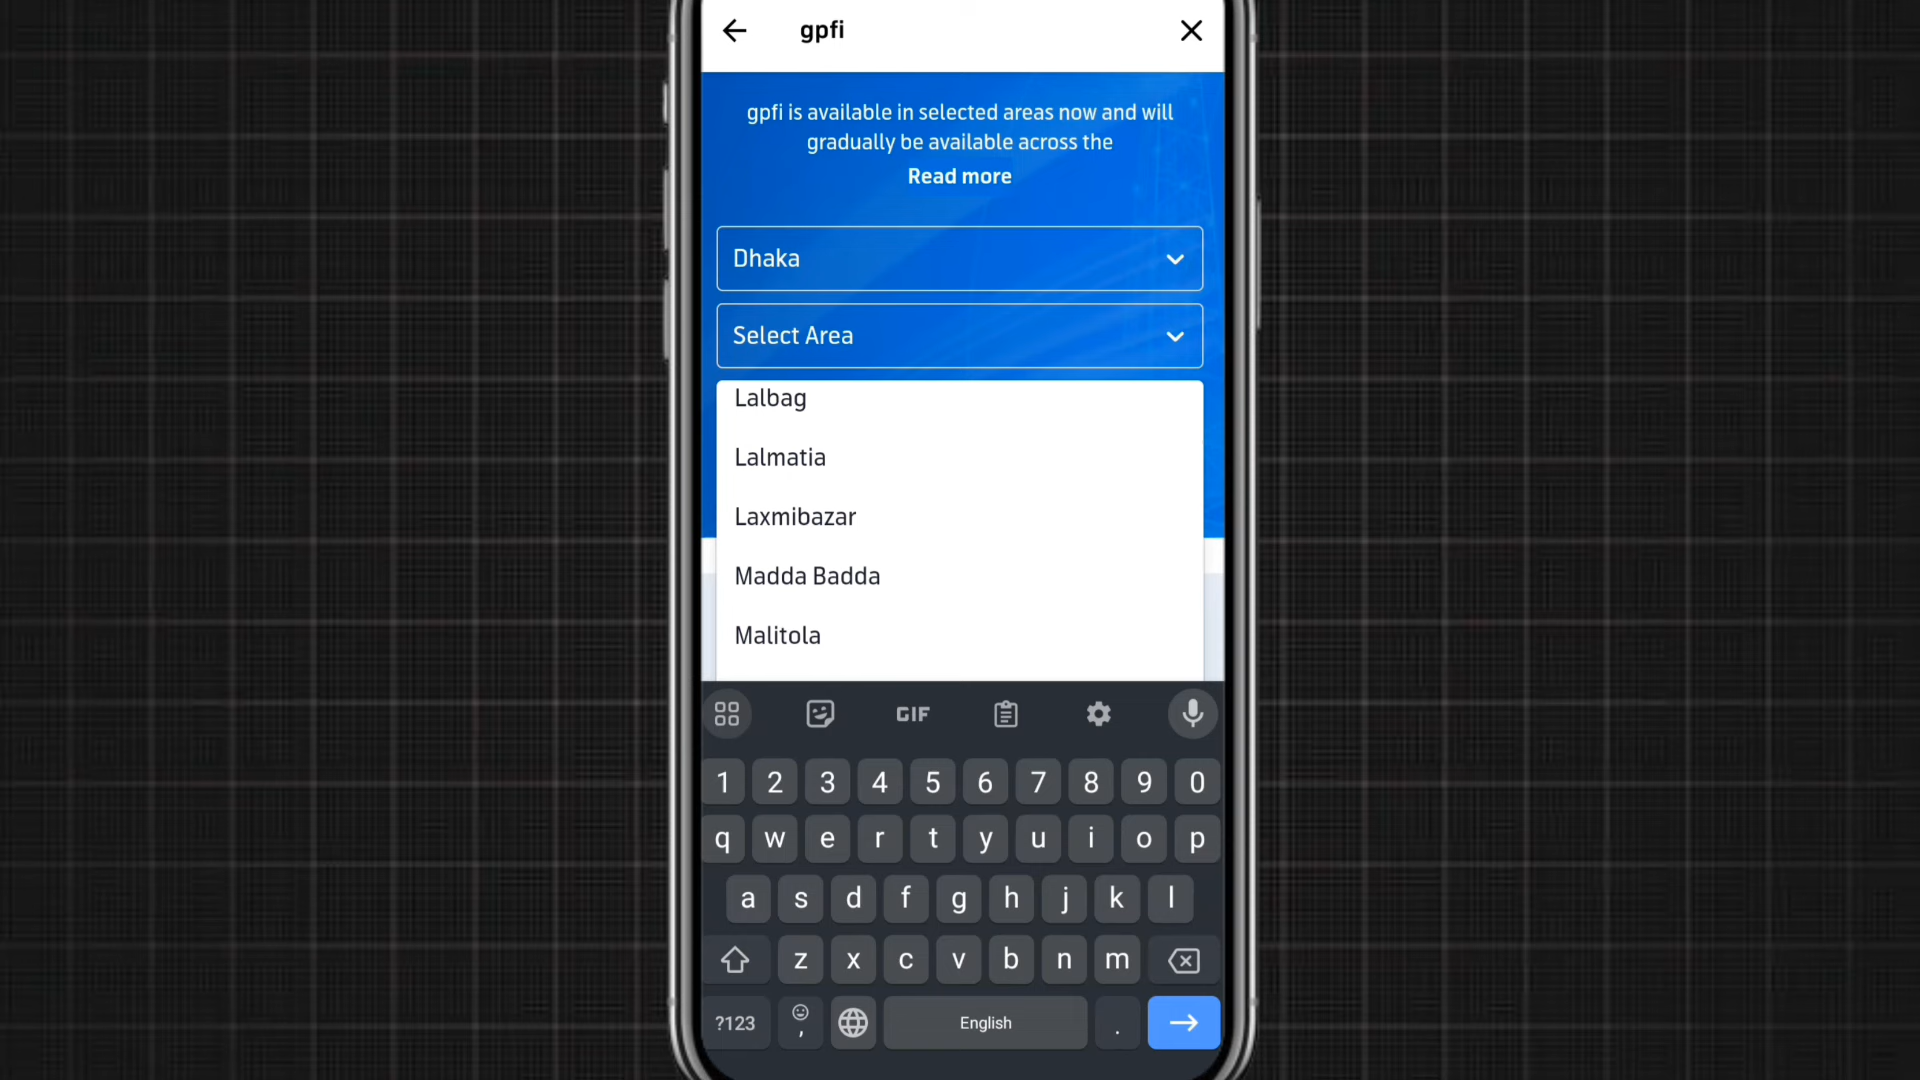 gpfi
gpfi is available in selected areas now and will
gradually be available across the
Read more
Dhaka
Select Area
Lalbag
Lalmatia
Laxmibazar
Madda Badda
Malitola
GIF
1 2 3 4 5 6 7 8 9 0
q w e r t y u i o p
a s d f g h j k l
z x c v b n m
?123 , English .